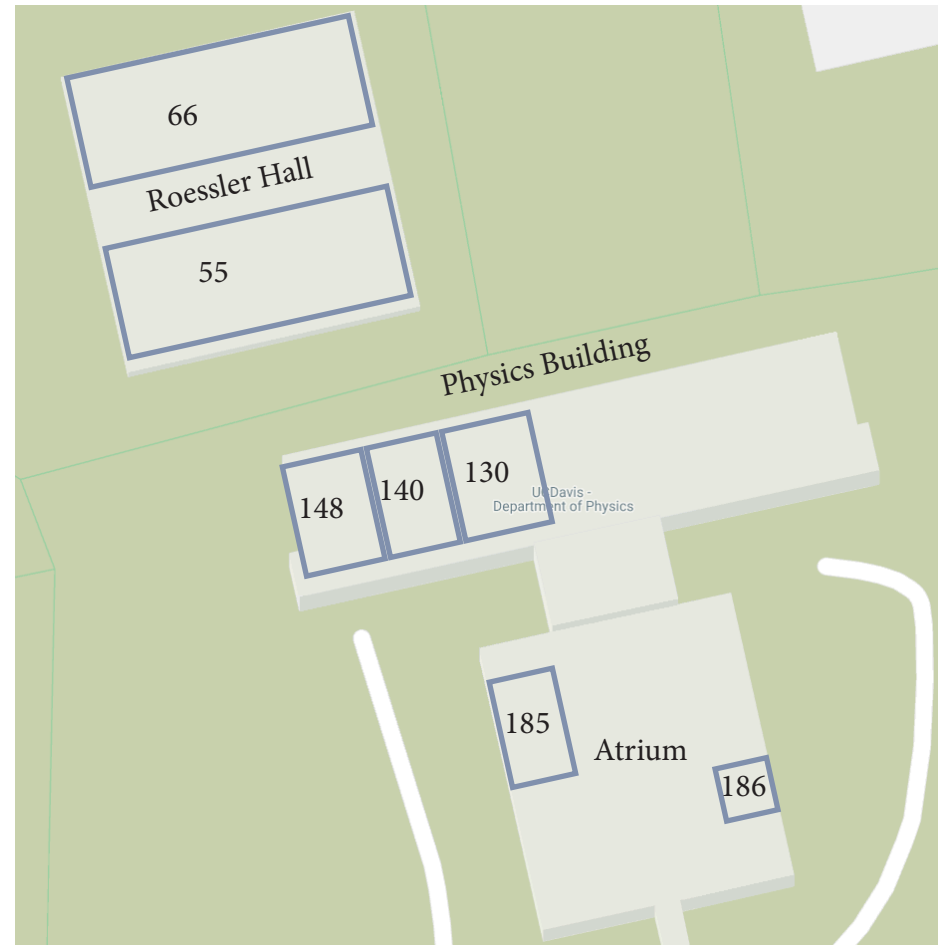 66
Roessler Hall
55
Physics Building
130
140
148
UC Davis -
Department of Physics
185
Atrium
186